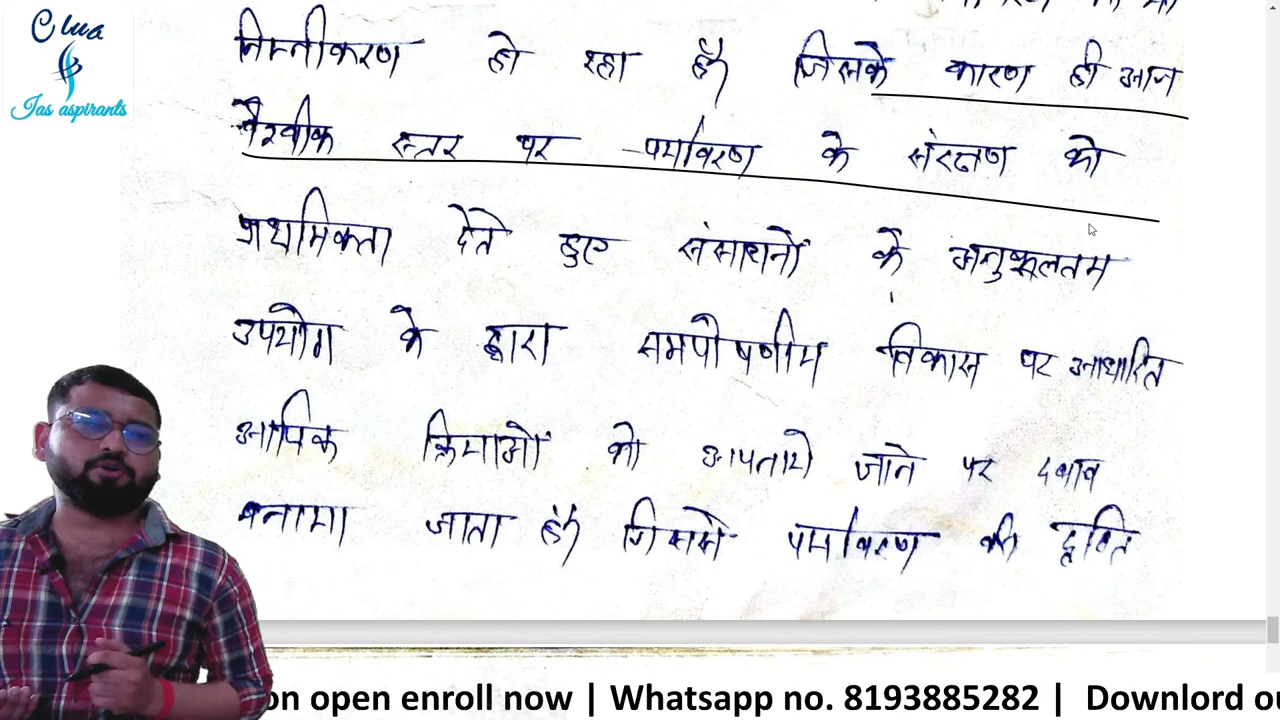 Clua
Ias aspirants
निम्नीकरण हो रहा है जिसके कारण ही आज
वैश्वीक स्तर पर पर्यावरण के संरक्षण को
प्राथमिकता देते हुए संसाधनों के अनुकूलतम
उपयोग के द्वारा समपोषणीय विकास पर आधारित
आर्थिक क्रियाओं को अपनाये जाने पर दबाव
बनाया जाता है जिससे पर्यावरण की
on open enroll now | Whatsapp no. 8193885282 | Downlord ou